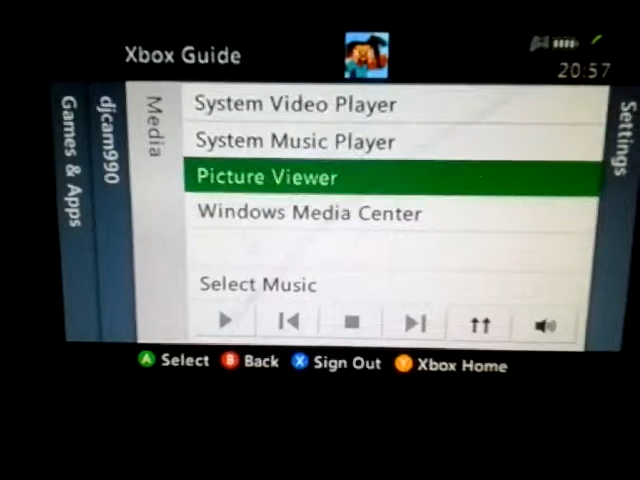 Xbox Guide
20:57
Games & Apps
djcam990
Media
System Video Player
System Music Player
Picture Viewer
Windows Media Center
Select Music
Settings
A Select B Back X Sign Out Y Xbox Home